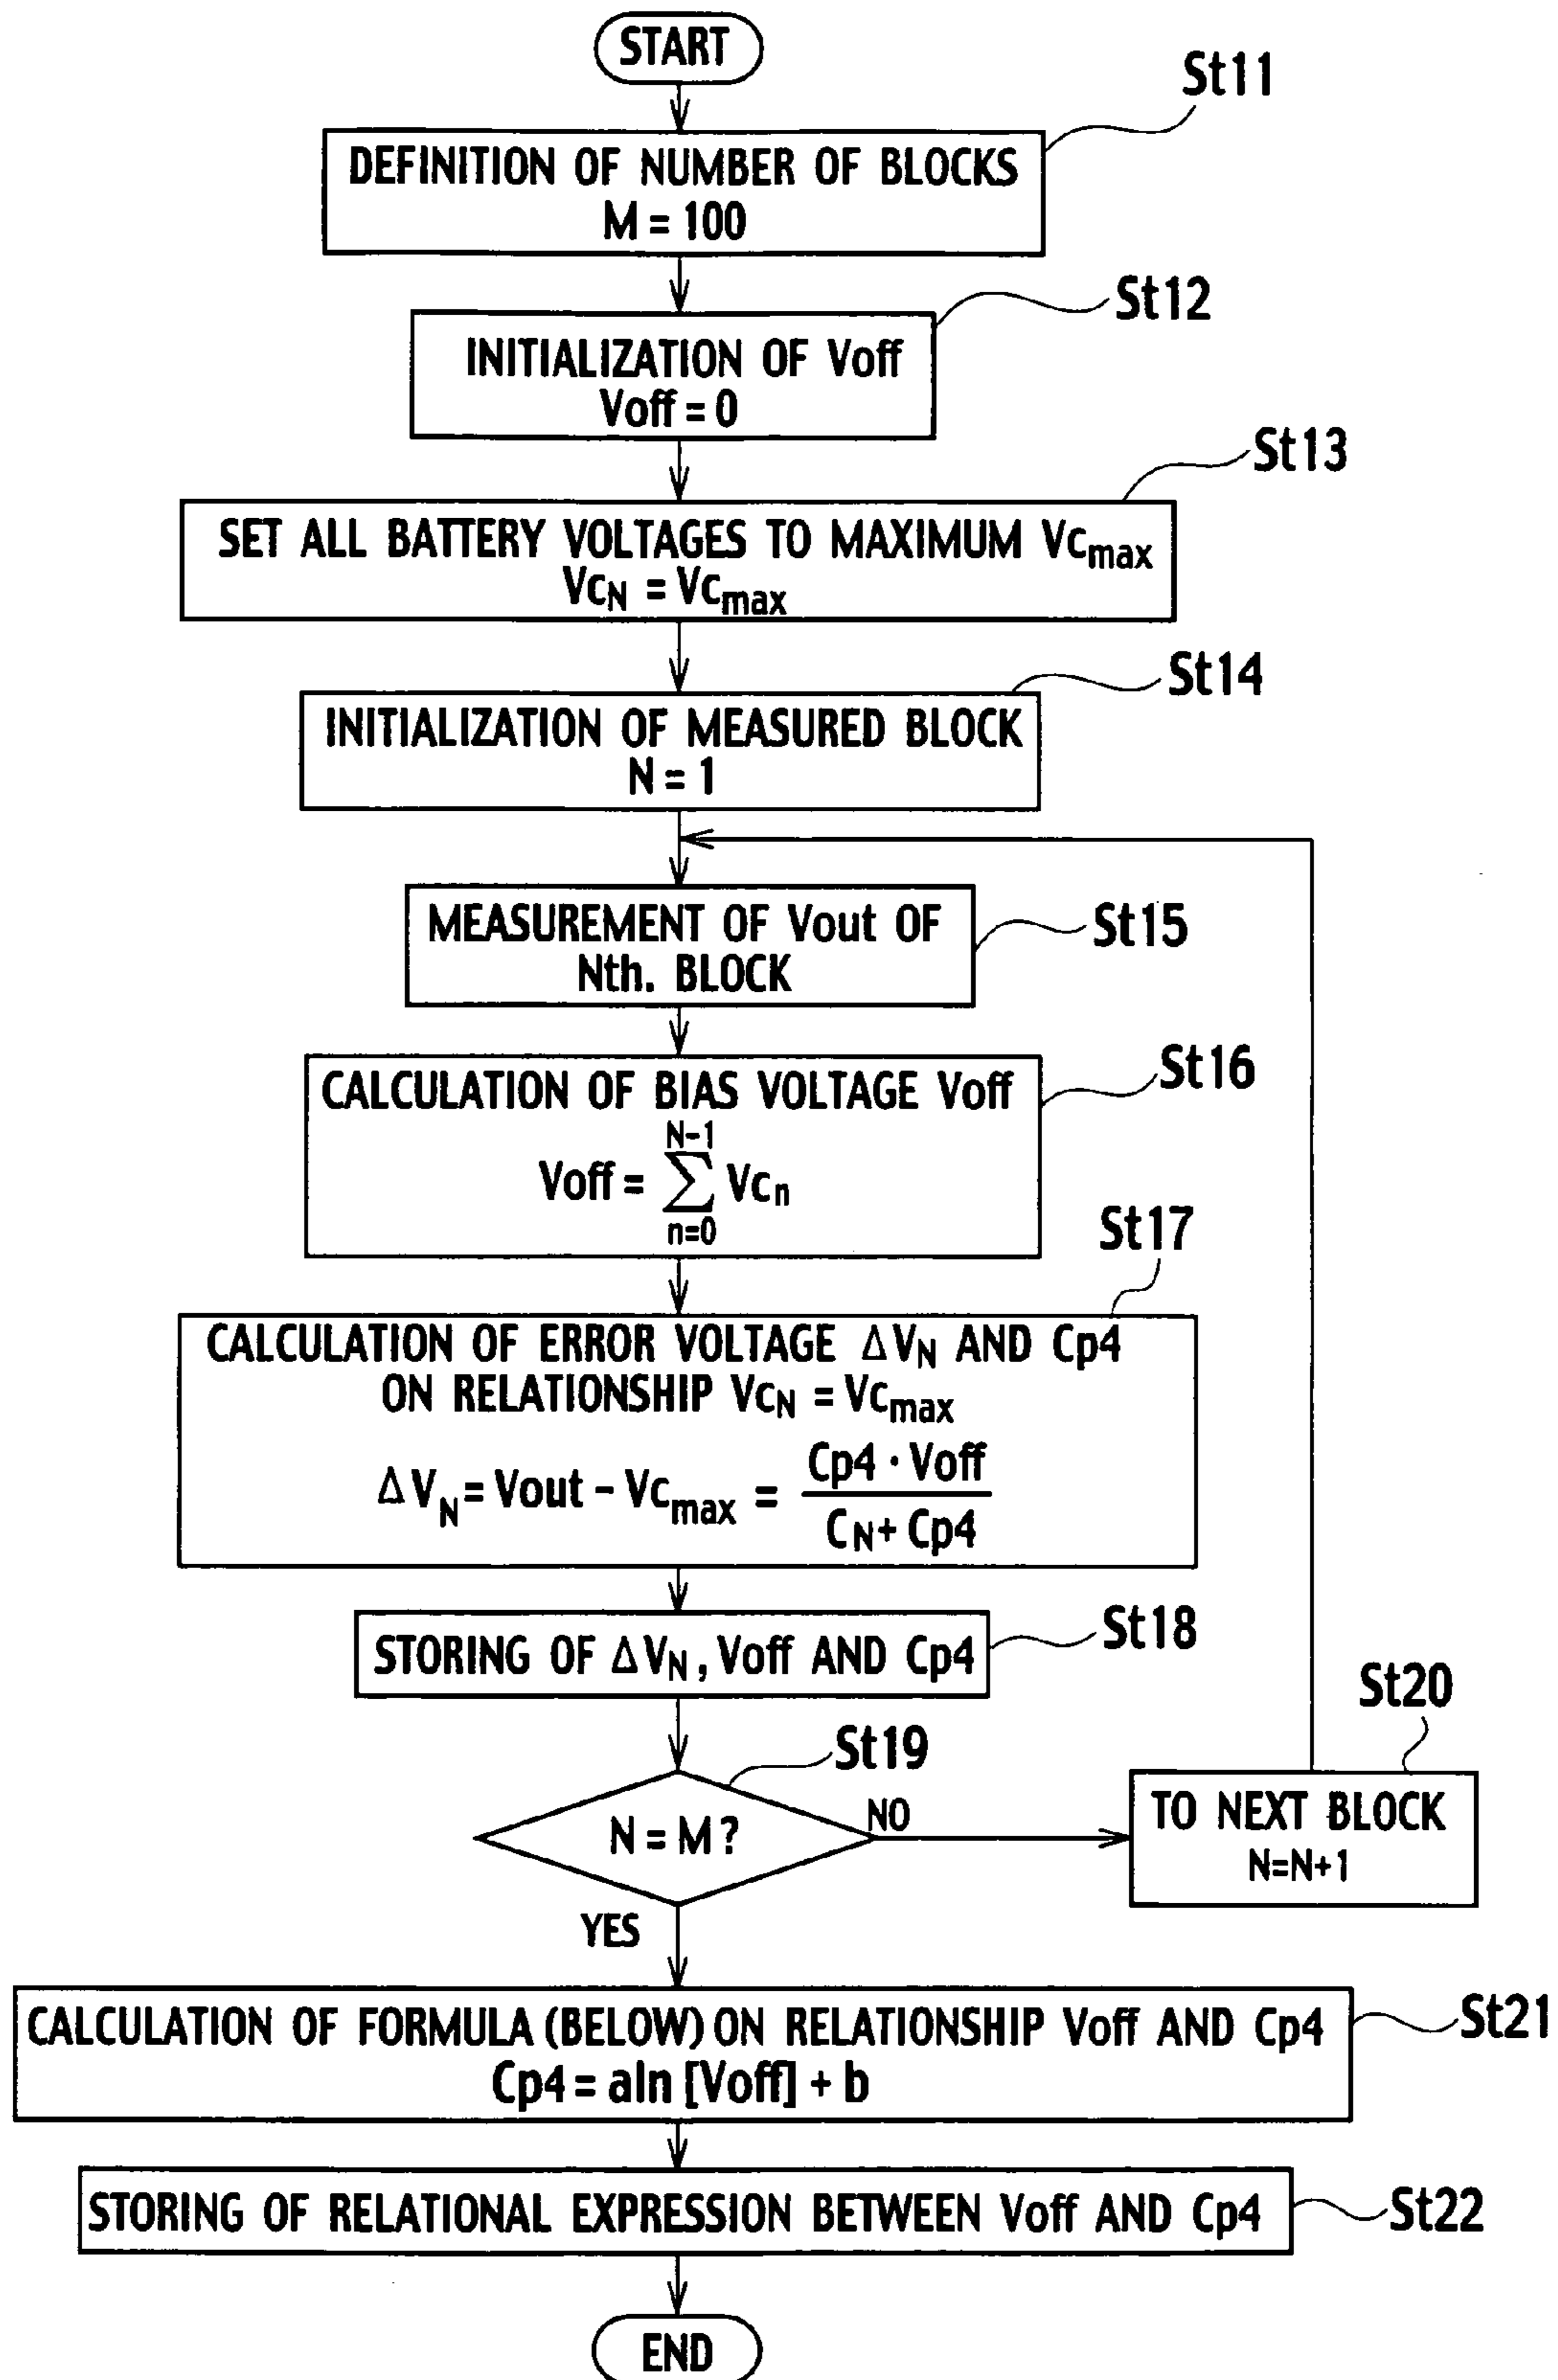 START
St11
DEFINITION OF NUMBER OF BLOCKS
M = 100
St12
INITIALIZATION OF Voff
Voff = 0
St13
SET ALL BATTERY VOLTAGES TO MAXIMUM Vcmax
VcN = Vcmax
St14
INITIALIZATION OF MEASURED BLOCK
N = 1
MEASUREMENT OF Vout OF
Nth. BLOCK
St15
St16
CALCULATION OF BIAS VOLTAGE Voff
N-1
Voff = ∑ Vcn
n=0
St17
CALCULATION OF ERROR VOLTAGE ΔVN AND Cp4
ON RELATIONSHIP VcN = Vcmax
ΔVN = Vout - Vcmax = Cp4 · Voff
CN + Cp4
St18
STORING OF ΔVN, Voff AND Cp4
St19
N = M?
NO
St20
TO NEXT BLOCK
N=N+1
YES
CALCULATION OF FORMULA (BELOW) ON RELATIONSHIP Voff AND Cp4
Cp4 = aln [Voff] + b
St21
STORING OF RELATIONAL EXPRESSION BETWEEN Voff AND Cp4
St22
END